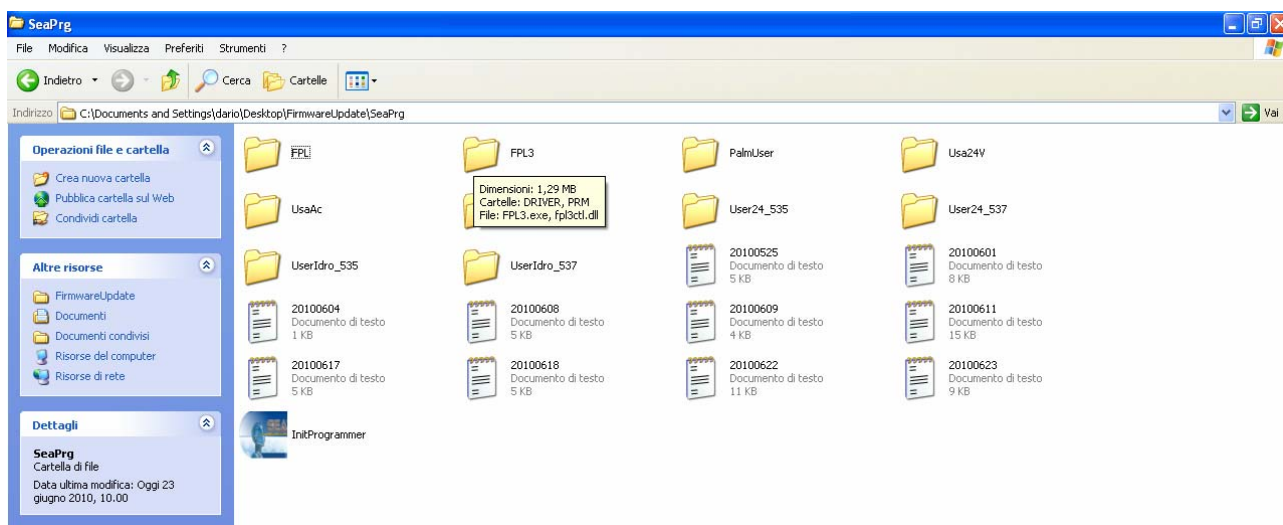 SeaPrg
File Modifica Visualizza Preferiti Strumenti ?
Indietro Cerca Cartelle
Indirizzo C:\Documents and Settings\dario\Desktop\FirmwareUpdate\SeaPrg Vai
Operazioni file e cartella
Crea nuova cartella
Pubblica cartella sul Web
Condividi cartella
Altre risorse
FirmwareUpdate
Documenti
Documenti condivisi
Risorse del computer
Risorse di rete
Dettagli
SeaPrg
Cartella di file
Data ultima modifica: Oggi 23
giugno 2010, 10.00
FPL
FPL3
PalmUser
Usa24V
Dimensioni: 1,29 MB
Cartelle: DRIVER, PRM
File: FPL3.exe, fpl3ctl.dll
UsaAc
User24_535
User24_537
UserIdro_535
UserIdro_537
20100525
Documento di testo
5 KB
20100601
Documento di testo
8 KB
20100604
Documento di testo
1 KB
20100608
Documento di testo
5 KB
20100609
Documento di testo
4 KB
20100611
Documento di testo
15 KB
20100617
Documento di testo
5 KB
20100618
Documento di testo
5 KB
20100622
Documento di testo
11 KB
20100623
Documento di testo
9 KB
SEA
InitProgrammer